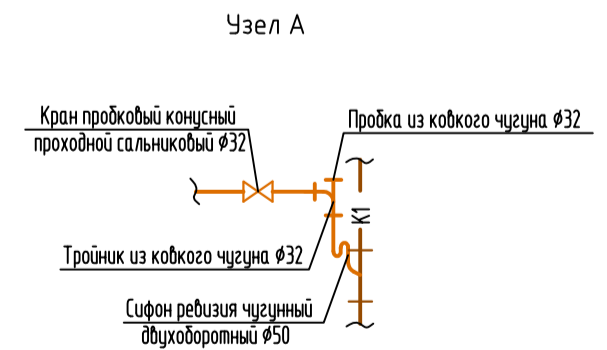 Узел А
Кран пробковый конусный
проходной сальниковый Ø32
Пробка из ковкого чугуна Ø32
К1
Тройник из ковкого чугуна Ø32
Сифон ревизия чугунный
двухоборотный Ø50